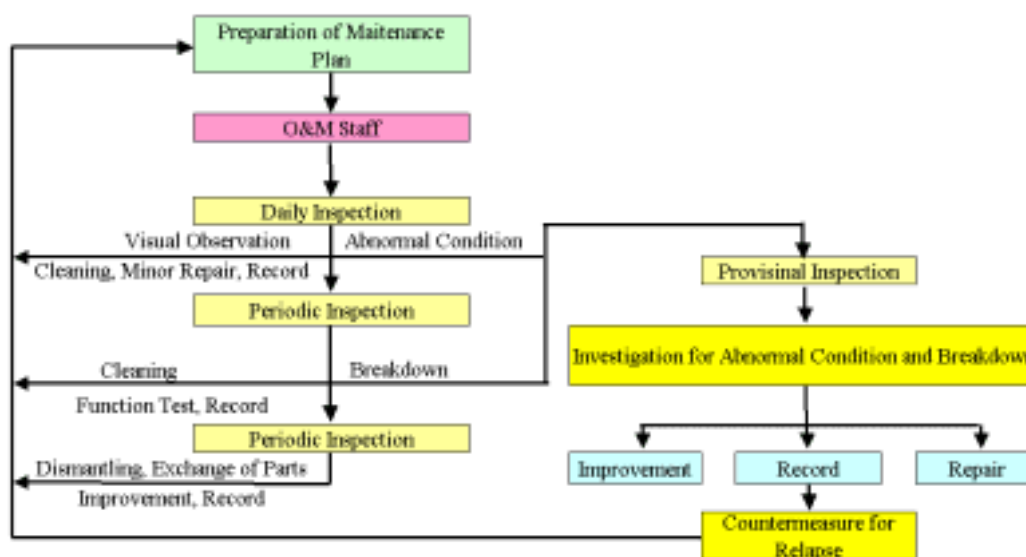 Preparation of Maitenance
Plan
O&M Staff
Daily Inspection
Visual Observation
Abnormal Condition
Cleaning, Minor Repair, Record
Provisinal Inspection
Periodic Inspection
Investigation for Abnormal Condition and Breakdown
Cleaning
Breakdown
Function Test, Record
Periodic Inspection
Dismantling, Exchange of Parts
Improvement, Record
Improvement
Record
Repair
Countermeasure for
Relapse